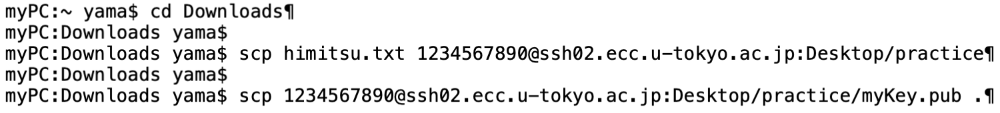 myPC:~ yama$ cd Downloads¶
myPC:Downloads yama$
myPC:Downloads yama$ scp himitsu.txt 1234567890@ssh02.ecc.u-tokyo.ac.jp:Desktop/practice¶
myPC:Downloads yama$
myPC:Downloads yama$ scp 1234567890@ssh02.ecc.u-tokyo.ac.jp:Desktop/practice/myKey.pub .¶